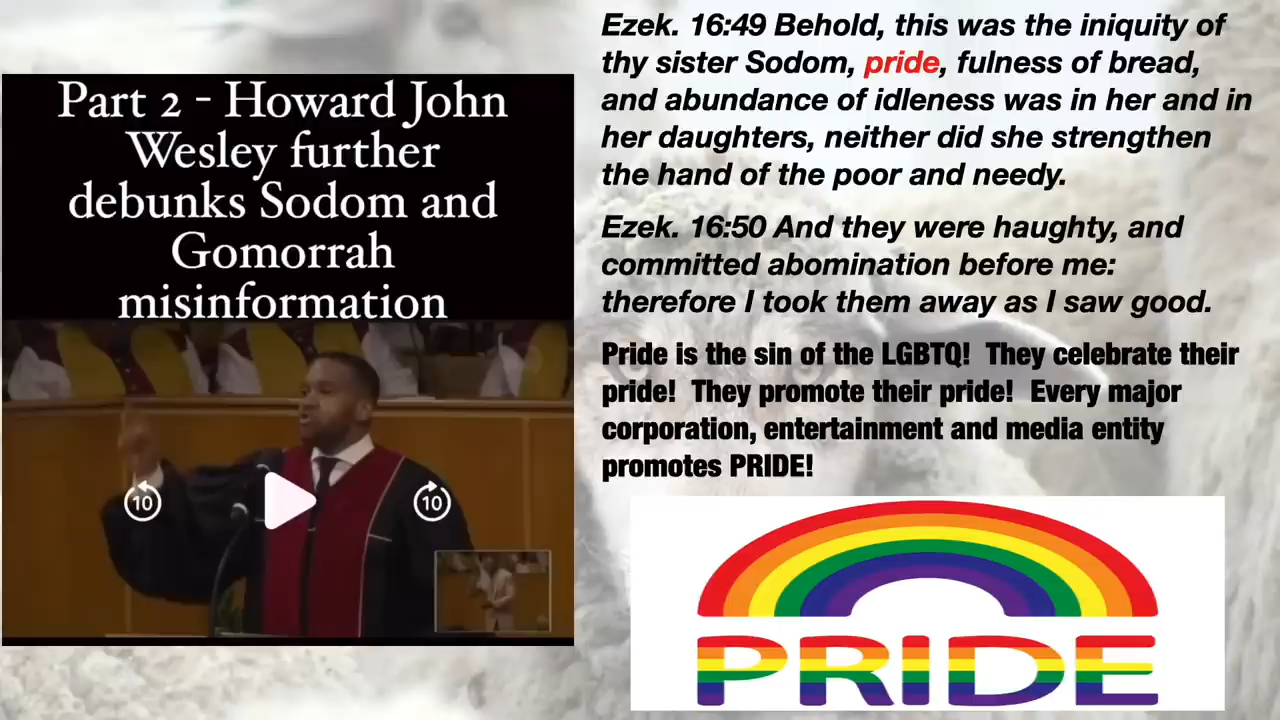 Part 2 - Howard John
Wesley further
debunks Sodom and
Gomorrah
misinformation
10
10
Ezek. 16:49 Behold, this was the iniquity of
thy sister Sodom, pride, fulness of bread,
and abundance of idleness was in her and in
her daughters, neither did she strengthen
the hand of the poor and needy.
Ezek. 16:50 And they were haughty, and
committed abomination before me:
therefore I took them away as I saw good.
Pride is the sin of the LGBTQ!  They celebrate their
pride!  They promote their pride!  Every major
corporation, entertainment and media entity
promotes PRIDE!
PRIDE